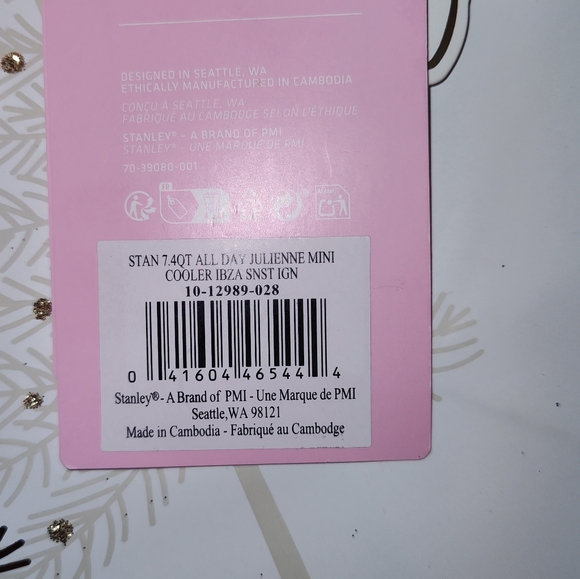 DESIGNED IN SEATTLE, WA
ETHICALLY MANUFACTURED IN CAMBODIA
CONÇU À SEATTLE, WA
FABRIQUÉ AU CAMBODGE SELON L'ÉTHIQUE
STANLEY® – A BRAND OF PMI
STANLEY® – UNE MARQUE DE PMI
70-39080-001
STAN 7.4QT ALL DAY JULIENNE MINI
COOLER IBZA SNST IGN
10-12989-028
0 41604 46544 4
Stanley®- A Brand of PMI - Une Marque de PMI
Seattle,WA 98121
Made in Cambodia - Fabriqué au Cambodge